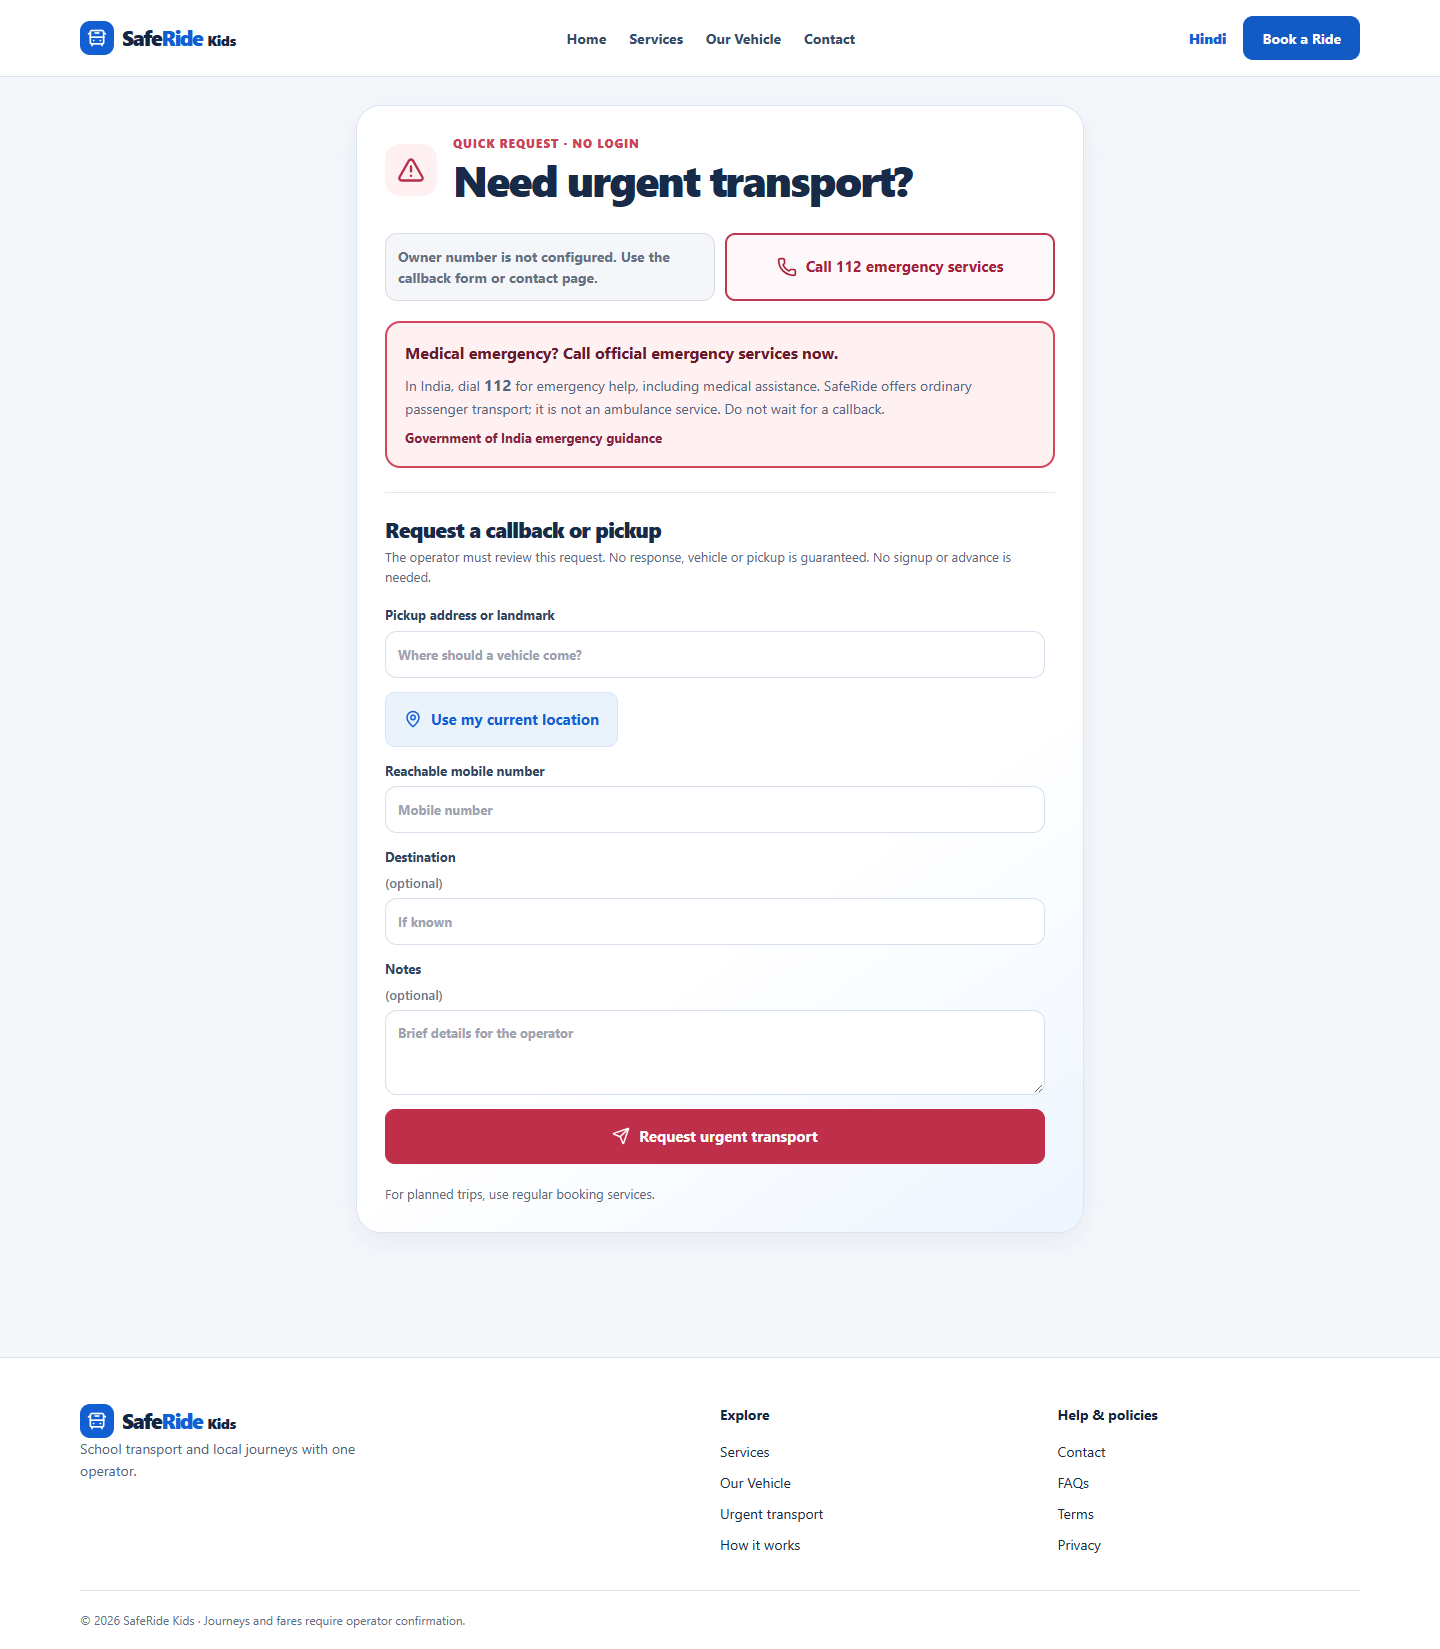 SafeRide Kids
Home
Services
Our Vehicle
Contact
Hindi
Book a Ride
QUICK REQUEST · NO LOGIN
Need urgent transport?
Owner number is not configured. Use the
callback form or contact page.
Call 112 emergency services
Medical emergency? Call official emergency services now.
In India, dial 112 for emergency help, including medical assistance. SafeRide offers ordinary
passenger transport; it is not an ambulance service. Do not wait for a callback.
Government of India emergency guidance
Request a callback or pickup
The operator must review this request. No response, vehicle or pickup is guaranteed. No signup or advance is
needed.
Pickup address or landmark
Where should a vehicle come?
Use my current location
Reachable mobile number
Mobile number
Destination
(optional)
If known
Notes
(optional)
Brief details for the operator
Request urgent transport
For planned trips, use regular booking services.
SafeRide Kids
School transport and local journeys with one
operator.
Explore
Services
Our Vehicle
Urgent transport
How it works
Help & policies
Contact
FAQs
Terms
Privacy
© 2026 SafeRide Kids · Journeys and fares require operator confirmation.